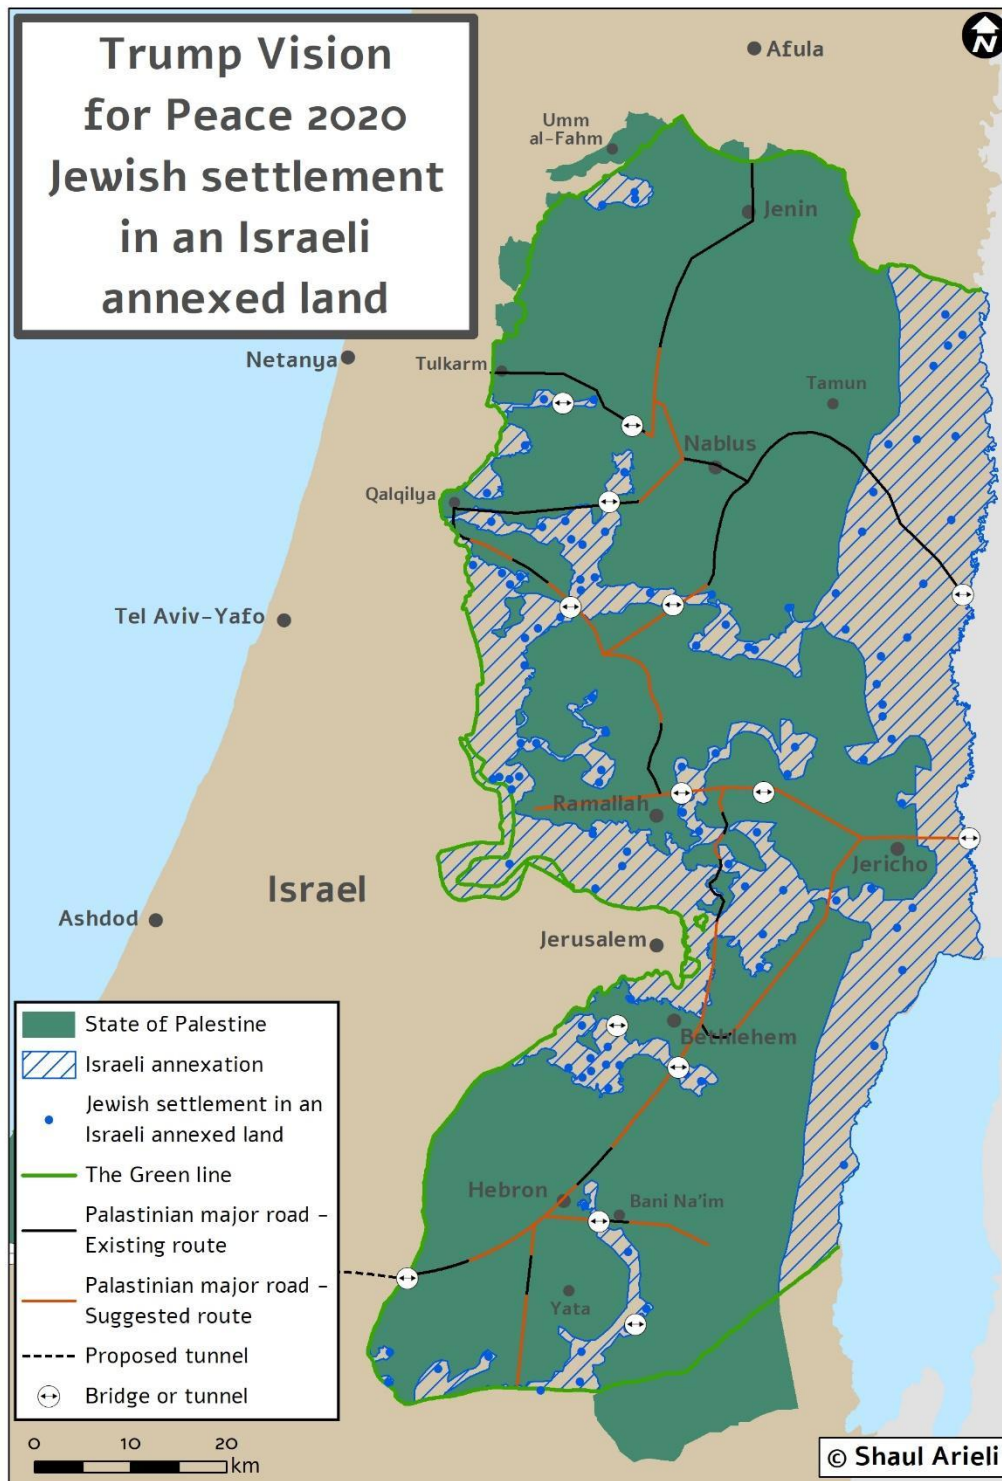 Trump Vision
for Peace 2020
Jewish settlement
in an Israeli
annexed land
N
Afula
Umm
al-Fahm
Jenin
Netanya
Tulkarm
Tamun
Nablus
Qalqilya
Tel Aviv-Yafo
Ramallah
Jericho
Israel
Ashdod
Jerusalem
Bethlehem
Hebron
Bani Na'im
Yata
State of Palestine
Israeli annexation
Jewish settlement in an
Israeli annexed land
The Green line
Palastinian major road -
Existing route
Palastinian major road -
Suggested route
Proposed tunnel
Bridge or tunnel
0 10 20
km
© Shaul Arieli